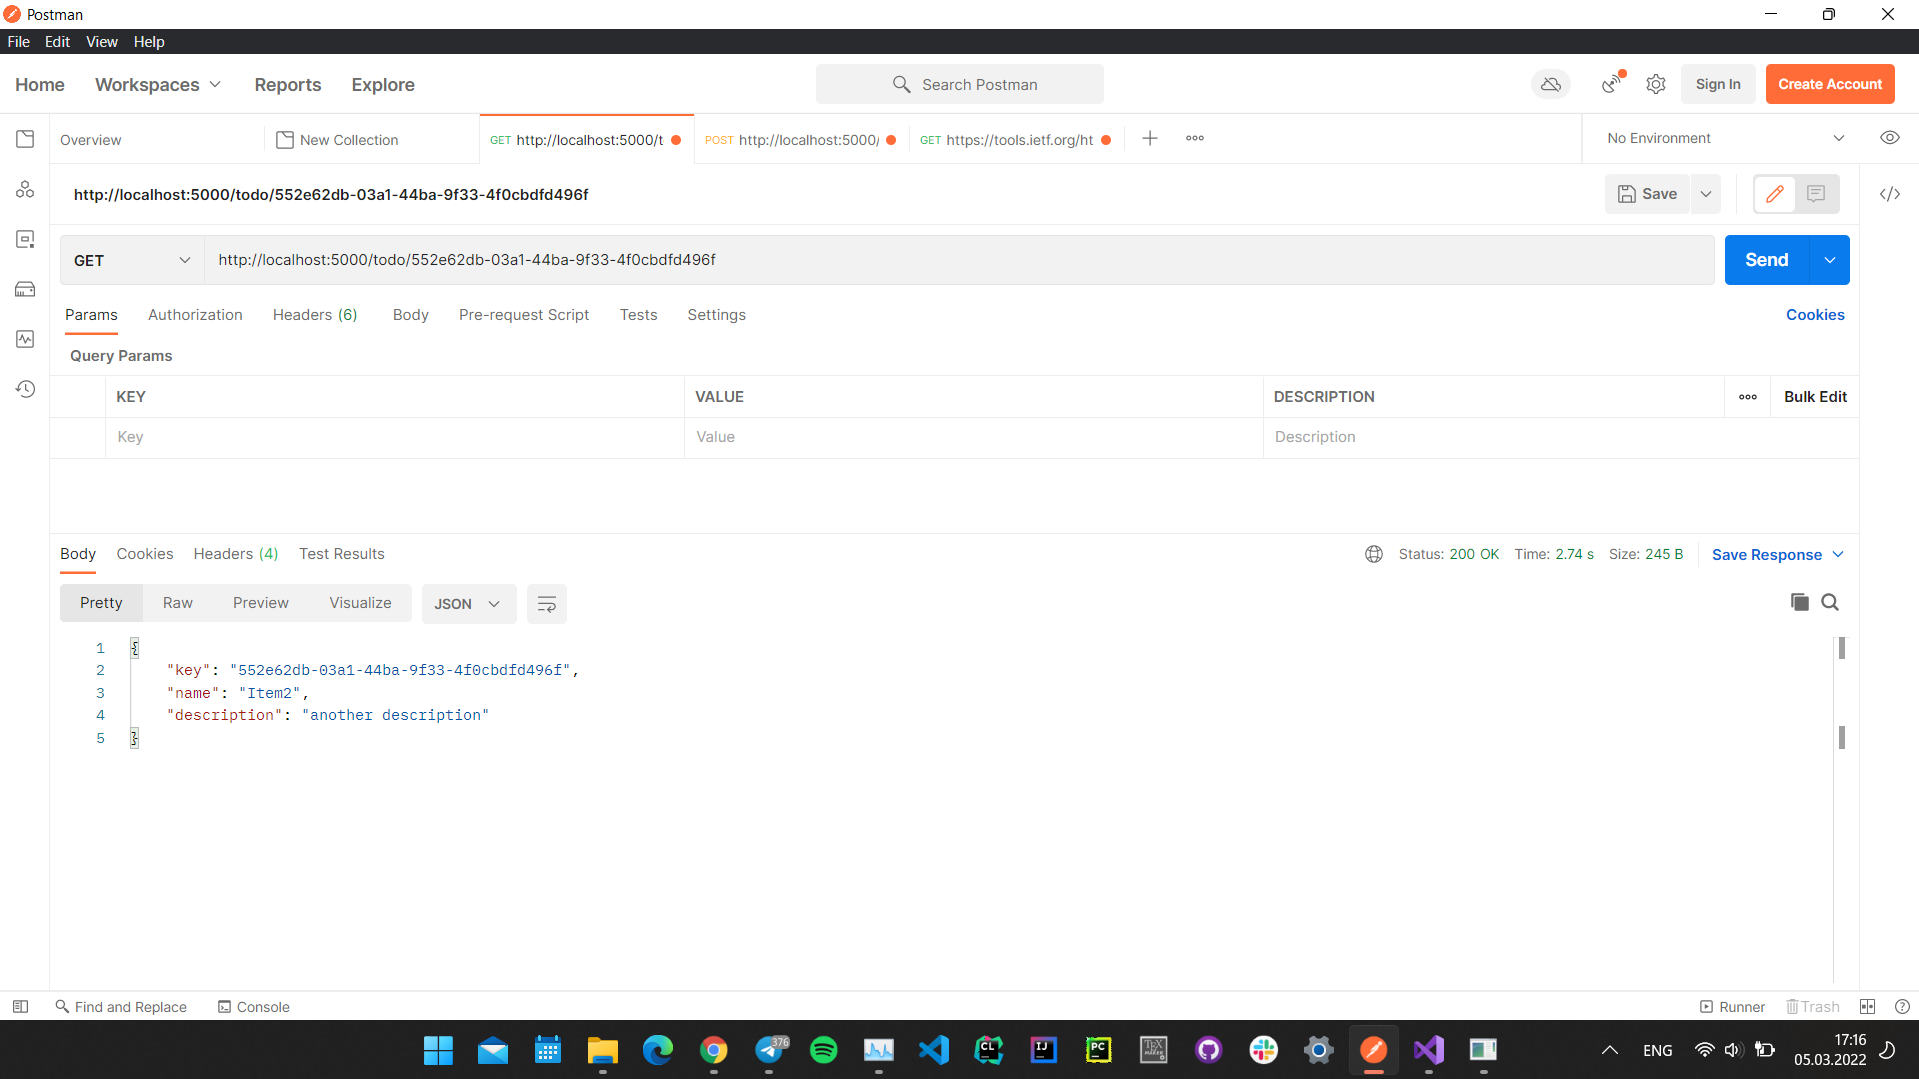 Postman
File Edit View Help
Home Workspaces Reports Explore Search Postman Sign In Create Account
Overview New Collection GET http://localhost:5000/t POST http://localhost:5000/ GET https://tools.ietf.org/ht No Environment
http://localhost:5000/todo/552e62db-03a1-44ba-9f33-4f0cbdfd496f Save
GET http://localhost:5000/todo/552e62db-03a1-44ba-9f33-4f0cbdfd496f Send
Params Authorization Headers (6) Body Pre-request Script Tests Settings Cookies
Query Params
KEY VALUE DESCRIPTION Bulk Edit
Key Value Description
Body Cookies Headers (4) Test Results Status: 200 OK Time: 2.74 s Size: 245 B Save Response
Pretty Raw Preview Visualize JSON
1 {
2 "key": "552e62db-03a1-44ba-9f33-4f0cbdfd496f",
3 "name": "Item2",
4 "description": "another description"
5 }
Find and Replace Console Runner Trash
376 CL IJ PC ENG 17:16
05.03.2022